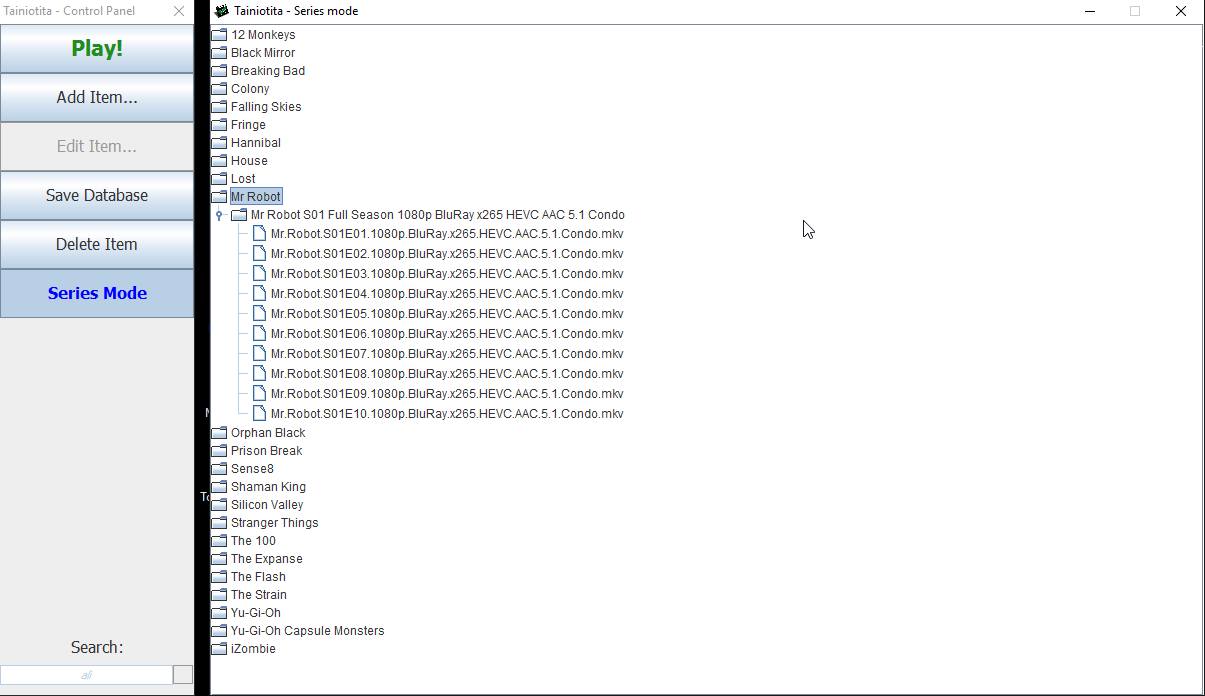 Tainiotita - Control Panel
Play!
Add Item...
Edit Item...
Save Database
Delete Item
Series Mode
Search:
ali
Tainiotita - Series mode
12 Monkeys
Black Mirror
Breaking Bad
Colony
Falling Skies
Fringe
Hannibal
House
Lost
Mr Robot
Mr Robot S01 Full Season 1080p BluRay x265 HEVC AAC 5.1 Condo
Mr.Robot.S01E01.1080p.BluRay.x265.HEVC.AAC.5.1.Condo.mkv
Mr.Robot.S01E02.1080p.BluRay.x265.HEVC.AAC.5.1.Condo.mkv
Mr.Robot.S01E03.1080p.BluRay.x265.HEVC.AAC.5.1.Condo.mkv
Mr.Robot.S01E04.1080p.BluRay.x265.HEVC.AAC.5.1.Condo.mkv
Mr.Robot.S01E05.1080p.BluRay.x265.HEVC.AAC.5.1.Condo.mkv
Mr.Robot.S01E06.1080p.BluRay.x265.HEVC.AAC.5.1.Condo.mkv
Mr.Robot.S01E07.1080p.BluRay.x265.HEVC.AAC.5.1.Condo.mkv
Mr.Robot.S01E08.1080p.BluRay.x265.HEVC.AAC.5.1.Condo.mkv
Mr.Robot.S01E09.1080p.BluRay.x265.HEVC.AAC.5.1.Condo.mkv
Mr.Robot.S01E10.1080p.BluRay.x265.HEVC.AAC.5.1.Condo.mkv
Orphan Black
Prison Break
Sense8
Shaman King
Silicon Valley
Stranger Things
The 100
The Expanse
The Flash
The Strain
Yu-Gi-Oh
Yu-Gi-Oh Capsule Monsters
iZombie